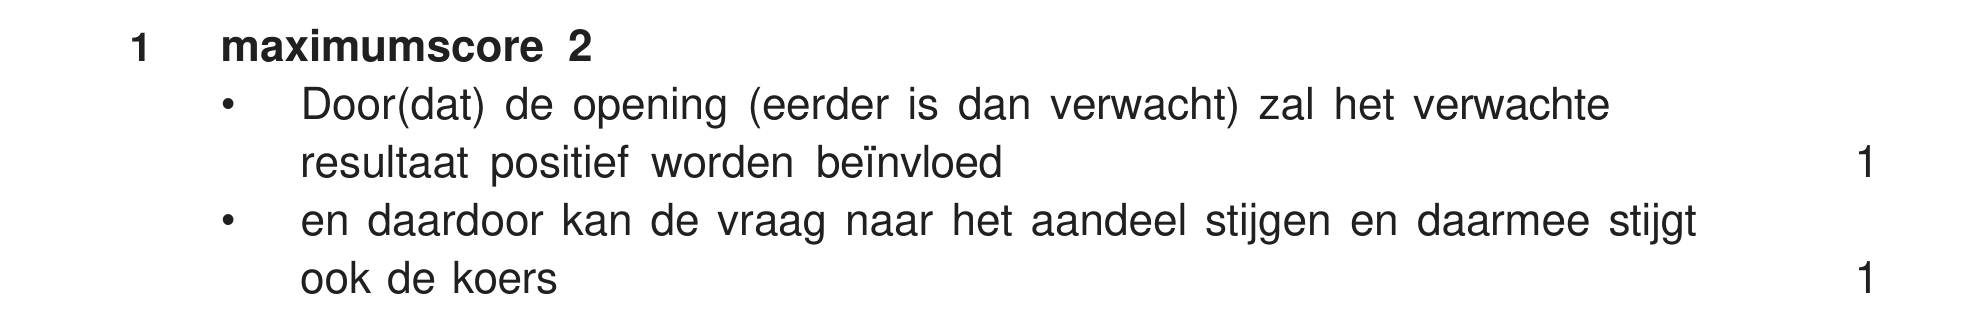 1 maximumscore 2
• Door(dat) de opening (eerder is dan verwacht) zal het verwachte
resultaat positief worden beïnvloed 1
• en daardoor kan de vraag naar het aandeel stijgen en daarmee stijgt
ook de koers 1